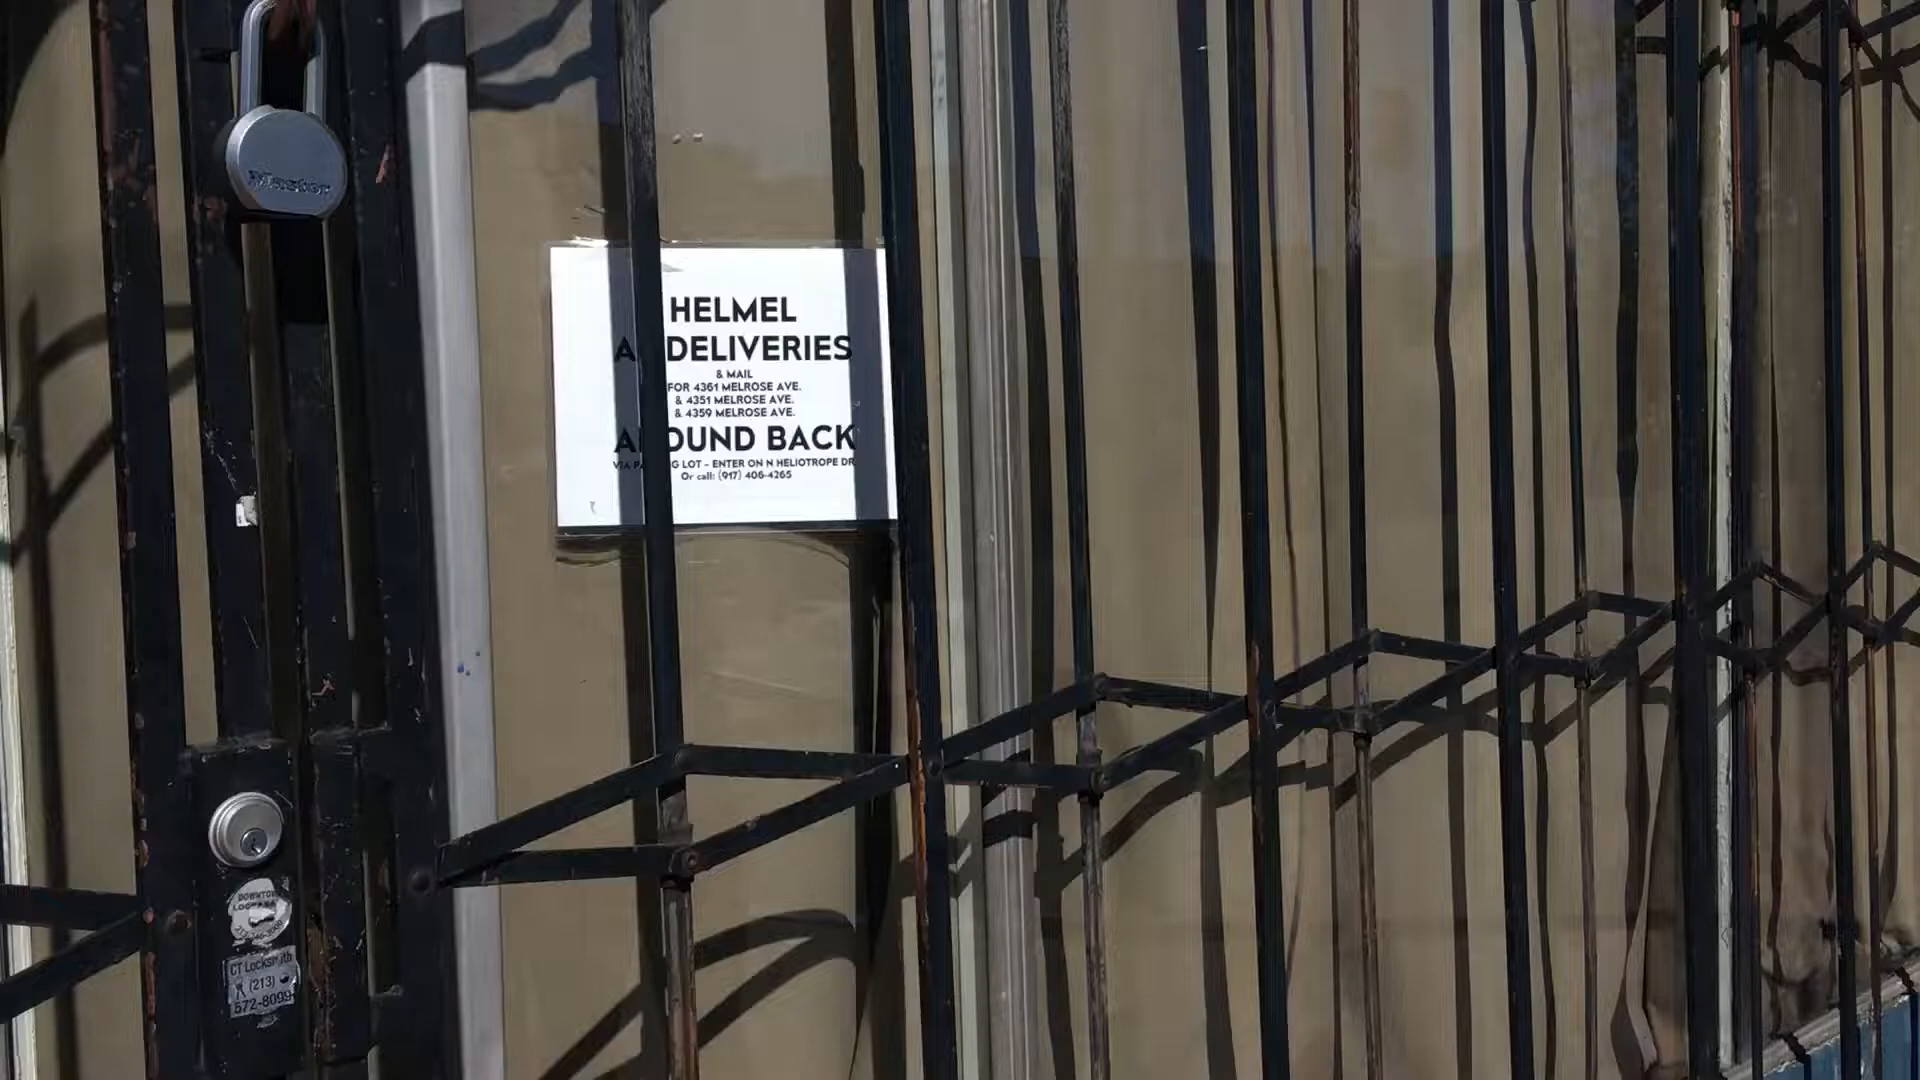 Master
HELMEL
A DELIVERIES
& MAIL
FOR 4361 MELROSE AVE.
& 4351 MELROSE AVE.
& 4359 MELROSE AVE.
A OUND BACK
VIA P G LOT - ENTER ON N HELIOTROPE DR
Or call: (917) 406-4265
CT Locksmith
(213)
572-8099